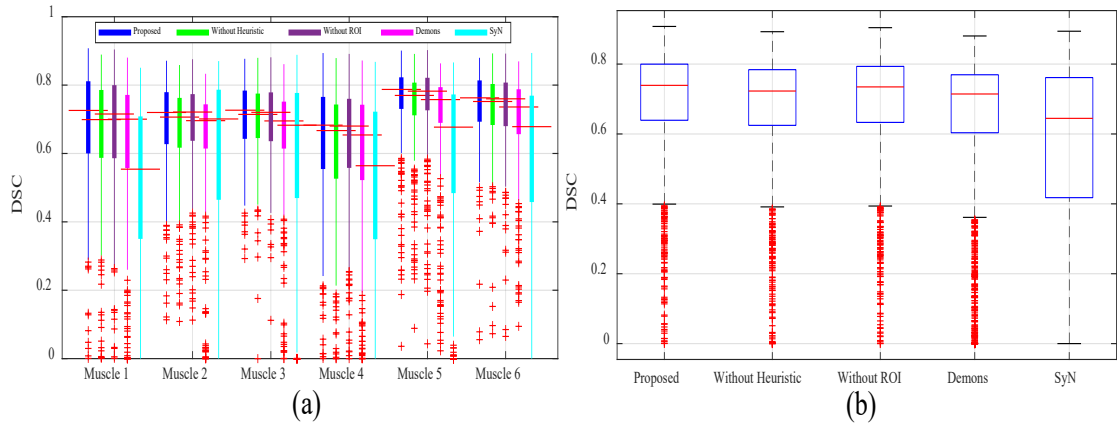 1
Proposed Without Heuristic Without ROI Demons SyN
0.8
0.6
DSC
0.4
0.2
0
Muscle 1 Muscle 2 Muscle 3 Muscle 4 Muscle 5 Muscle 6
(a)
0.8
0.6
DSC
0.4
0.2
0
Proposed Without Heuristic Without ROI Demons SyN
(b)